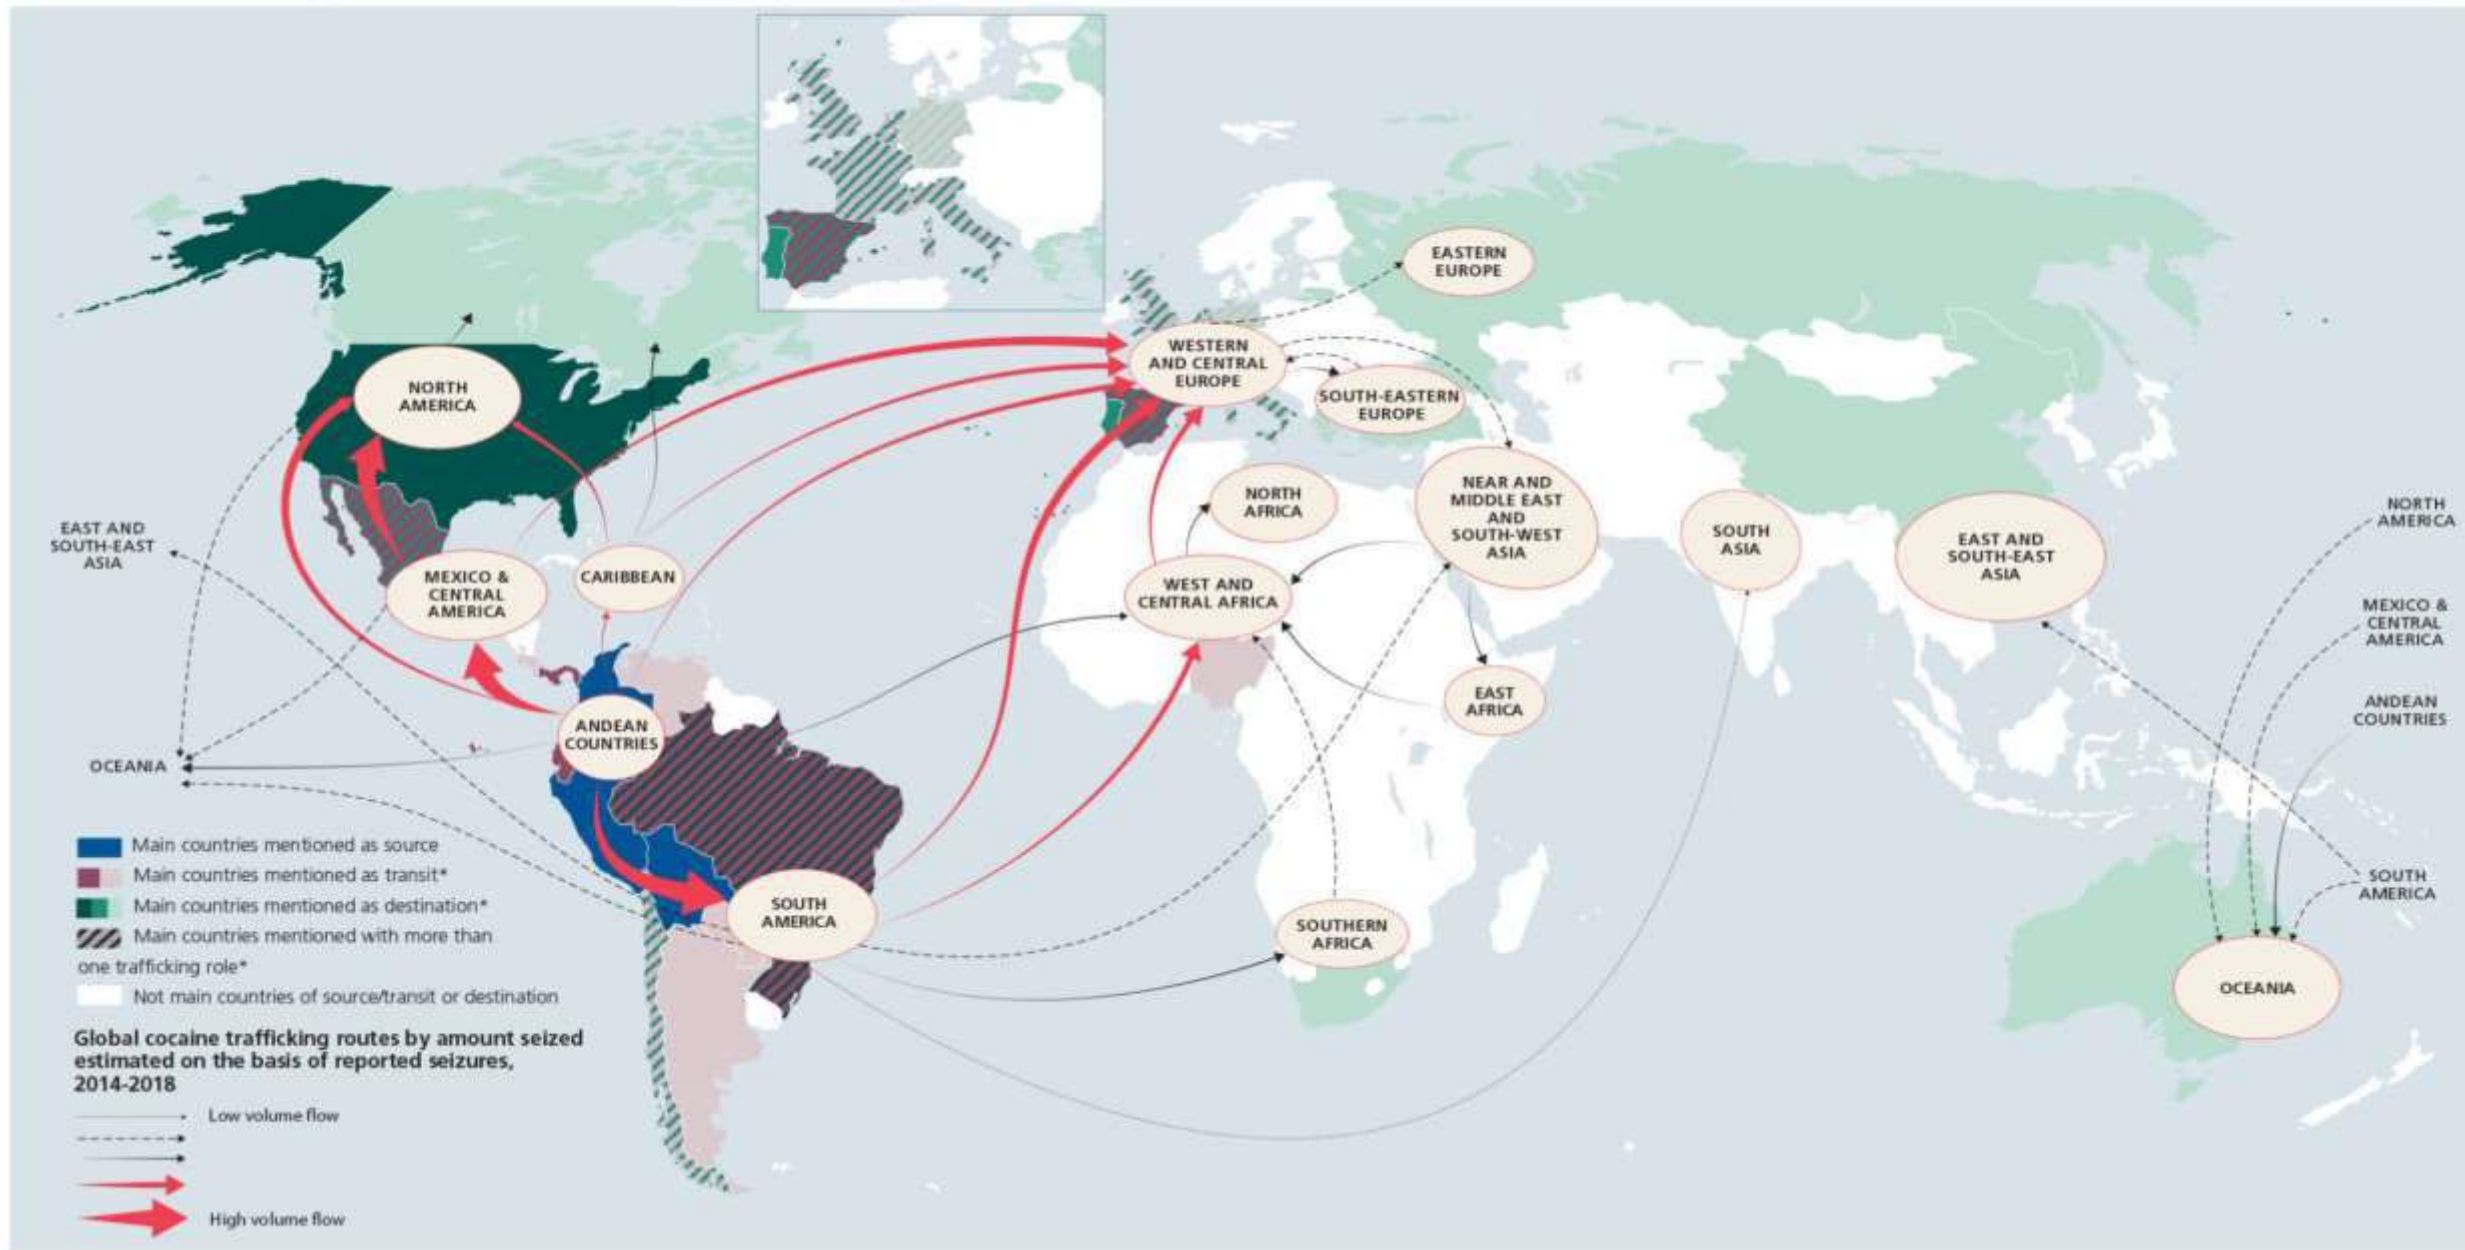 EASTERN
EUROPE
WESTERN
AND CENTRAL
EUROPE
SOUTH-EASTERN
EUROPE
NORTH
AMERICA
NORTH
AFRICA
NEAR AND
MIDDLE EAST
AND
SOUTH-WEST
ASIA
SOUTH
ASIA
EAST AND
SOUTH-EAST
ASIA
NORTH
AMERICA
EAST AND
SOUTH-EAST
ASIA
MEXICO &
CENTRAL
AMERICA
CARIBBEAN
WEST AND
CENTRAL AFRICA
MEXICO &
CENTRAL
AMERICA
EAST
AFRICA
ANDEAN
COUNTRIES
ANDEAN
COUNTRIES
OCEANIA
SOUTH
AMERICA
SOUTHERN
AFRICA
SOUTH
AMERICA
OCEANIA
Main countries mentioned as source
Main countries mentioned as transit*
Main countries mentioned as destination*
Main countries mentioned with more than
one trafficking role*
Not main countries of source/transit or destination
Global cocaine trafficking routes by amount seized
estimated on the basis of reported seizures,
2014-2018
Low volume flow
High volume flow